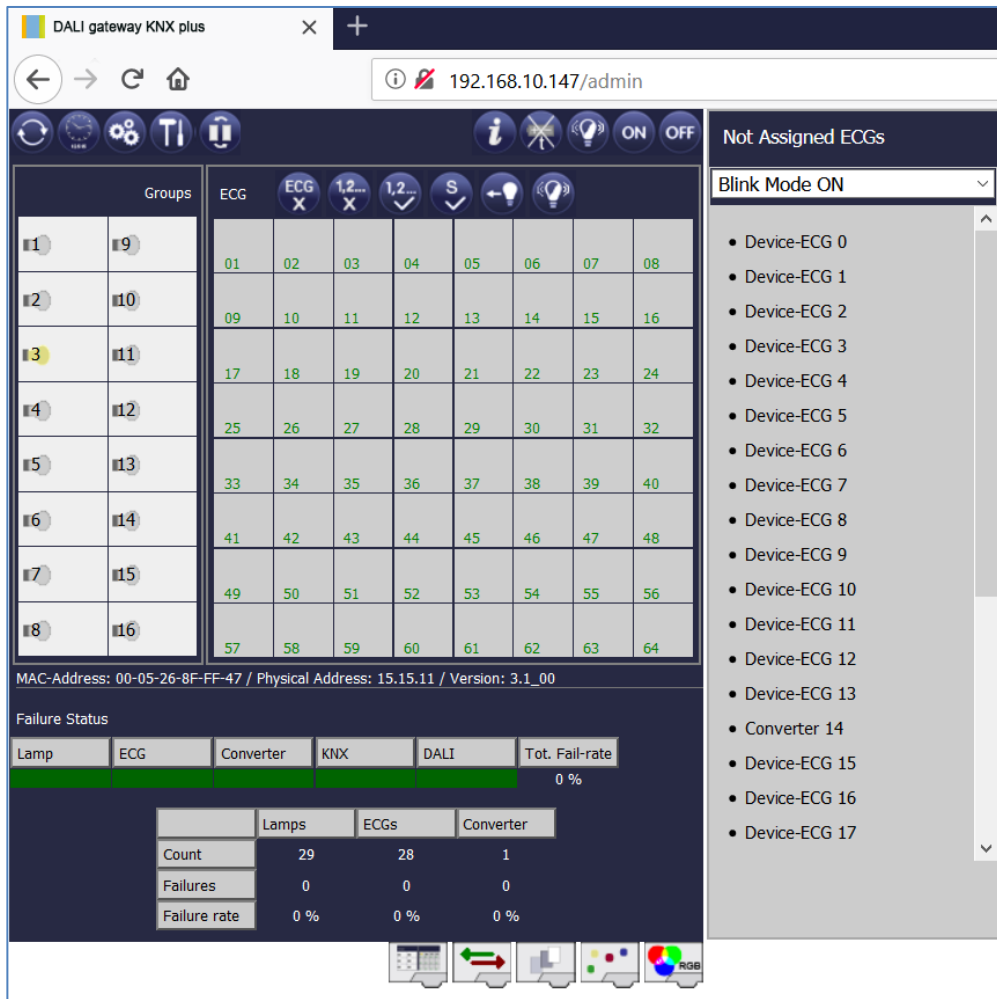 DALI gateway KNX plus
192.168.10.147/admin
i ON OFF
Not Assigned ECGs
Groups
ECG
ECG X 1,2... X 1,2... S
Blink Mode ON
1 9
2 10
3 11
4 12
5 13
6 14
7 15
8 16
01 02 03 04 05 06 07 08
09 10 11 12 13 14 15 16
17 18 19 20 21 22 23 24
25 26 27 28 29 30 31 32
33 34 35 36 37 38 39 40
41 42 43 44 45 46 47 48
49 50 51 52 53 54 55 56
57 58 59 60 61 62 63 64
Device-ECG 0
Device-ECG 1
Device-ECG 2
Device-ECG 3
Device-ECG 4
Device-ECG 5
Device-ECG 6
Device-ECG 7
Device-ECG 8
Device-ECG 9
Device-ECG 10
Device-ECG 11
Device-ECG 12
Device-ECG 13
Converter 14
Device-ECG 15
Device-ECG 16
Device-ECG 17
MAC-Address: 00-05-26-8F-FF-47 / Physical Address: 15.15.11 / Version: 3.1_00
Failure Status
Lamp ECG Converter KNX DALI Tot. Fail-rate
0 %
Lamps ECGs Converter
Count 29 28 1
Failures 0 0 0
Failure rate 0 % 0 % 0 %
RGB